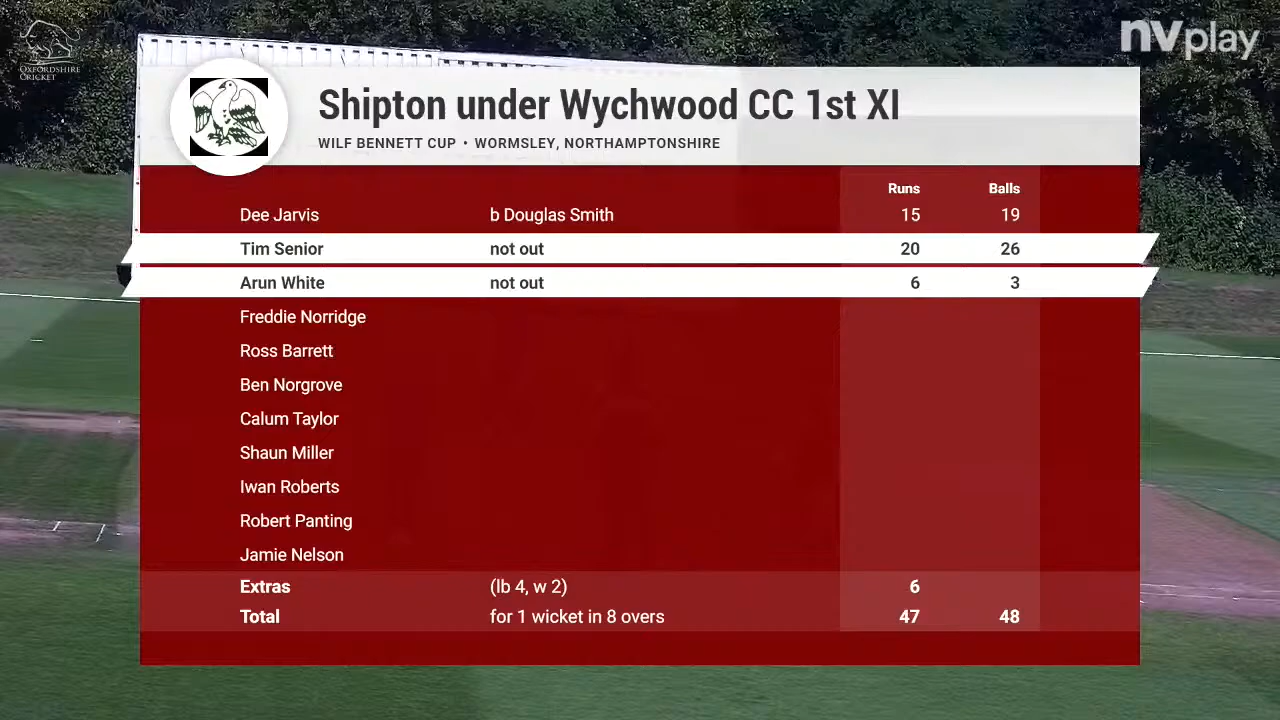 OXFORDSHIRE
CRICKET
nvplay
Shipton under Wychwood CC 1st XI
WILF BENNETT CUP • WORMSLEY, NORTHAMPTONSHIRE
Runs Balls
Dee Jarvis b Douglas Smith 15 19
Tim Senior not out 20 26
Arun White not out 6 3
Freddie Norridge
Ross Barrett
Ben Norgrove
Calum Taylor
Shaun Miller
Iwan Roberts
Robert Panting
Jamie Nelson
Extras (lb 4, w 2) 6
Total for 1 wicket in 8 overs 47 48